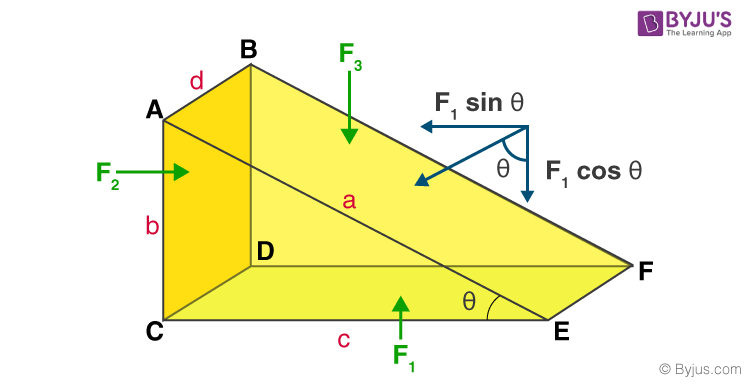 BYJU'S
The Learning App
B
F₃
d
A
F₁ sin θ
F₂
θ
F₁ cos θ
a
b
D
F
θ
C
c
E
F₁
© Byjus.com